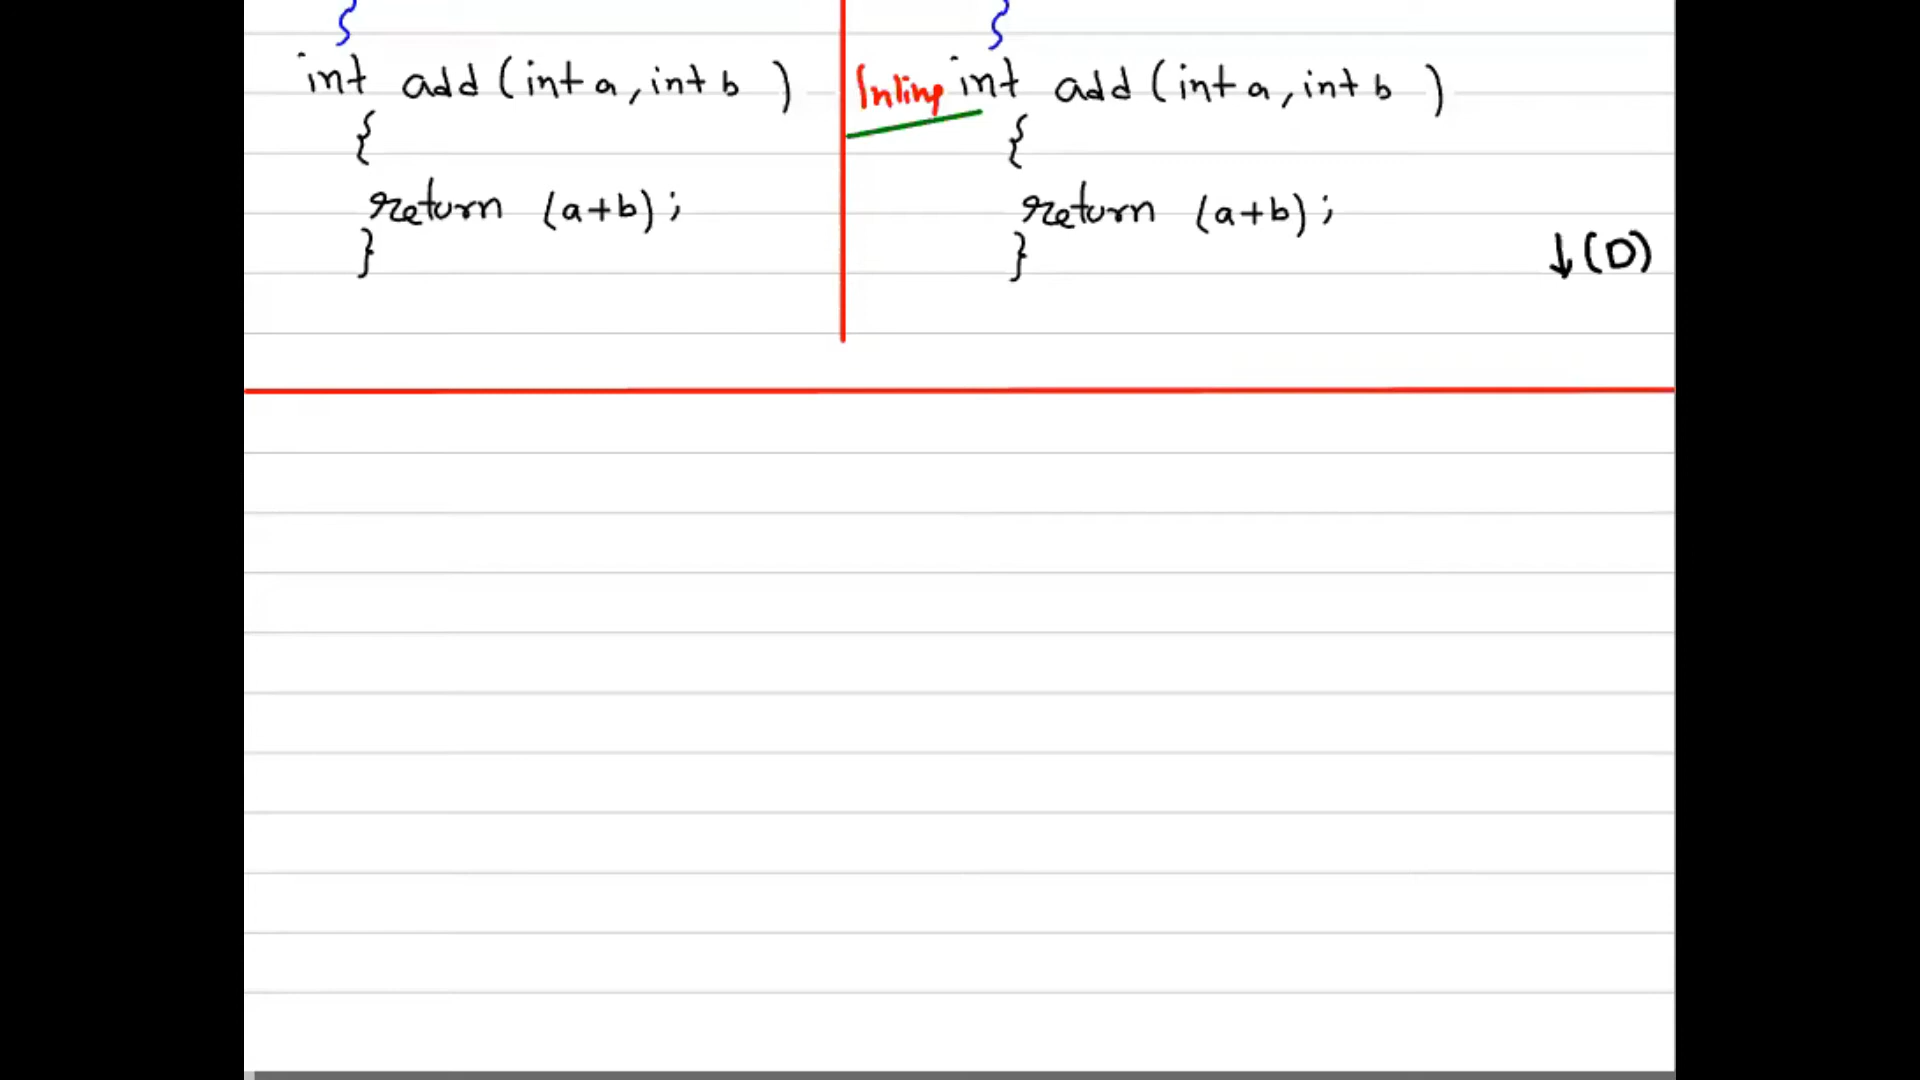 }
int add (int a, int b )
{
return (a+b);
}
}
Inline int add (int a, int b )
{
return (a+b);
}
↓(D)